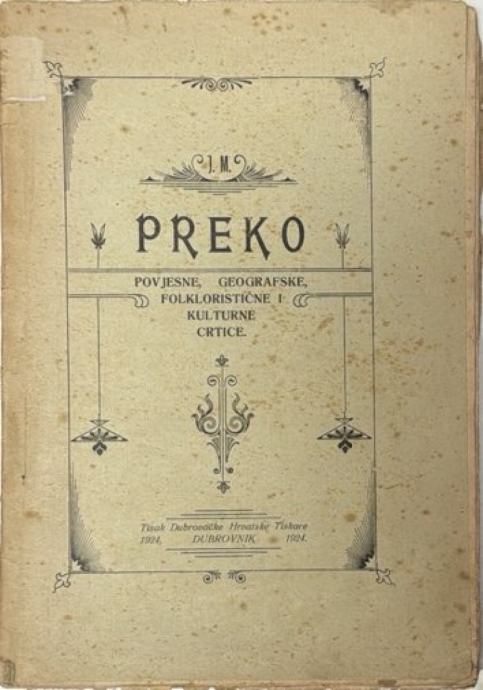 J. M.
PREKO
POVJESNE, GEOGRAFSKE,
FOLKLORISTIČNE I
KULTURNE
CRTICE.
Tisak Dubrovačke Hrvatske Tiskare
1924. DUBROVNIK 1924.